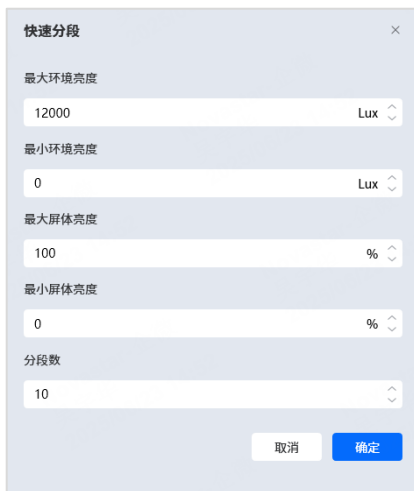 快速分段
最大环境亮度
12000 Lux
最小环境亮度
0 Lux
最大屏体亮度
100 %
最小屏体亮度
0 %
分段数
10
取消 确定